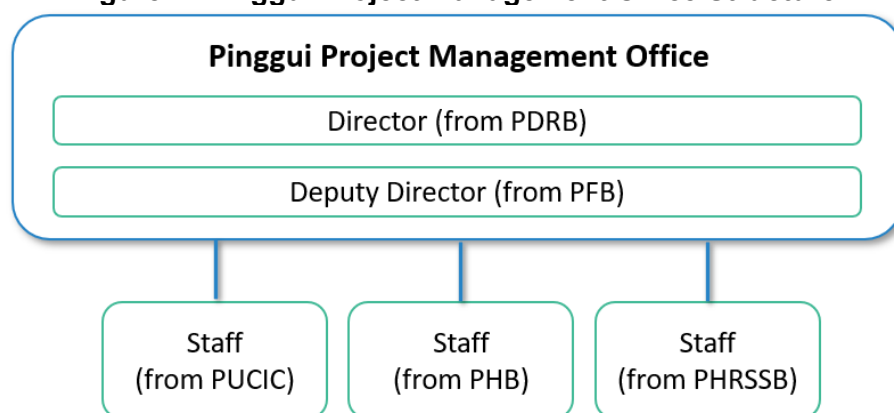 Pinggui Project Management Office
Director (from PDRB)
Deputy Director (from PFB)
Staff
(from PUCIC)
Staff
(from PHB)
Staff
(from PHRSSB)